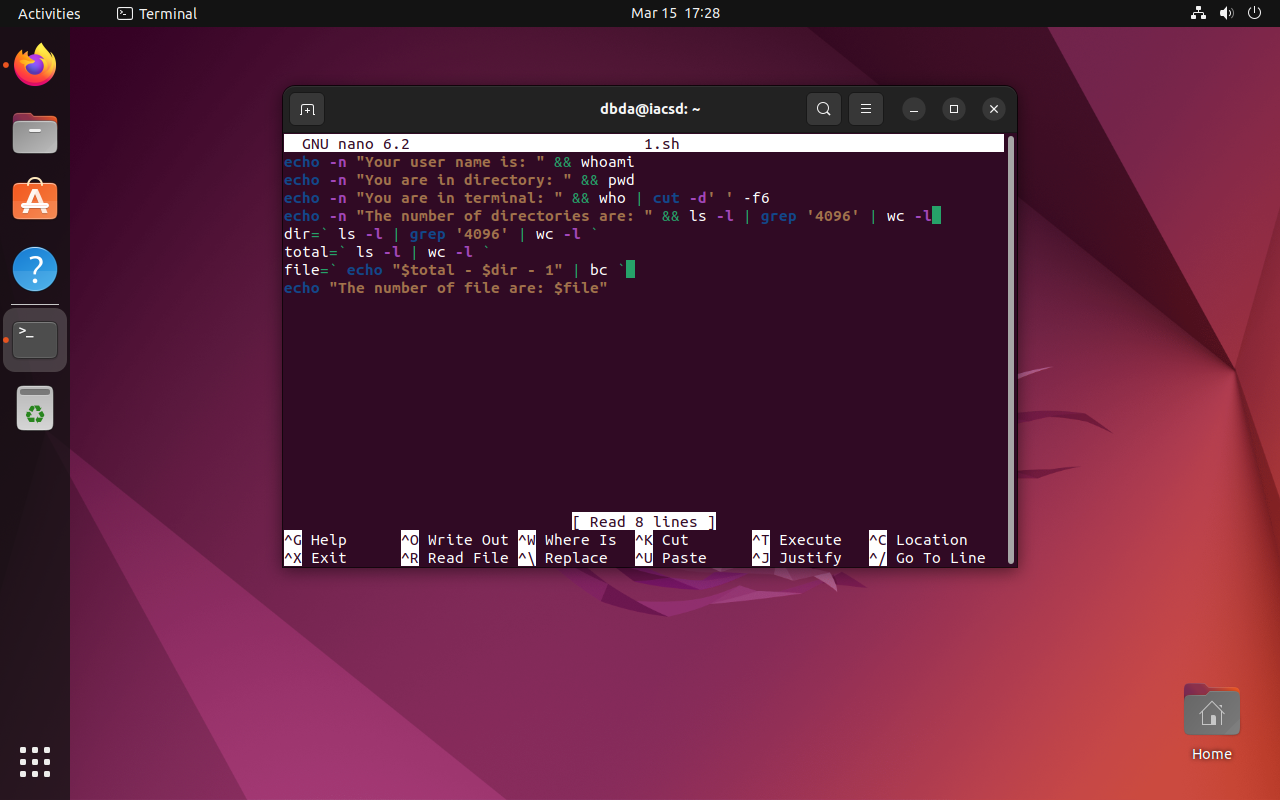 Activities Terminal Mar 15 17:28
dbda@iacsd: ~
GNU nano 6.2 1.sh
echo -n "Your user name is: " && whoami
echo -n "You are in directory: " && pwd
echo -n "You are in terminal: " && who | cut -d' ' -f6
echo -n "The number of directories are: " && ls -l | grep '4096' | wc -l
dir=` ls -l | grep '4096' | wc -l `
total=` ls -l | wc -l `
file=` echo "$total - $dir - 1" | bc `
echo "The number of file are: $file"
[ Read 8 lines ]
^G Help ^O Write Out ^W Where Is ^K Cut ^T Execute ^C Location
^X Exit ^R Read File ^\ Replace ^U Paste ^J Justify ^/ Go To Line
Home